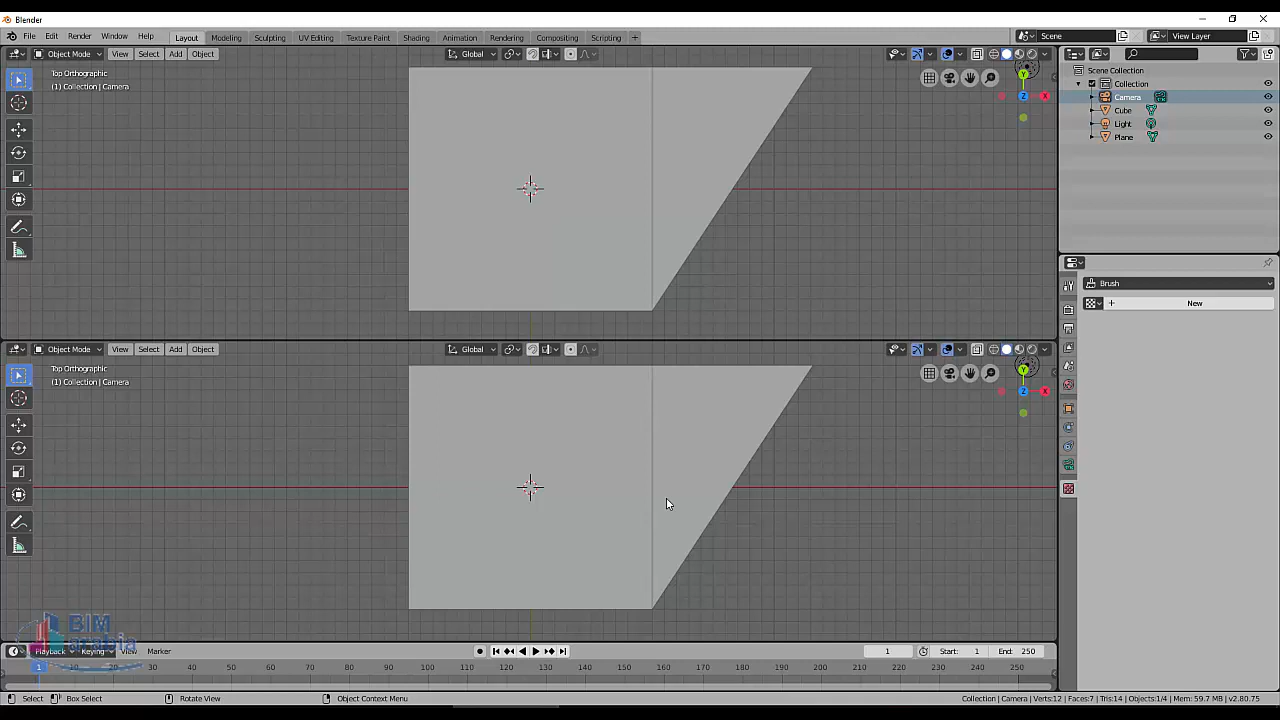 Blender
File Edit Render Window Help Layout Modeling Sculpting UV Editing Texture Paint Shading Animation Rendering Compositing Scripting + Scene View Layer
Object Mode View Select Add Object Global
Top Orthographic
(1) Collection | Camera
Y
Z
X
Scene Collection
Collection
Camera
Cube
Light
Plane
Brush
+ New
Object Mode View Select Add Object Global
Top Orthographic
(1) Collection | Camera
Y
Z
X
BIM
arabia
Playback Keying View Marker 1 Start: 1 End: 250
1 10 20 30 40 50 60 70 80 90 100 110 120 130 140 150 160 170 180 190 200 210 220 230 240 250
Select Box Select Rotate View Object Context Menu Collection | Camera | Verts:12 | Faces:7 | Tris:14 | Objects:1/4 | Mem: 59.7 MB | v2.80.75